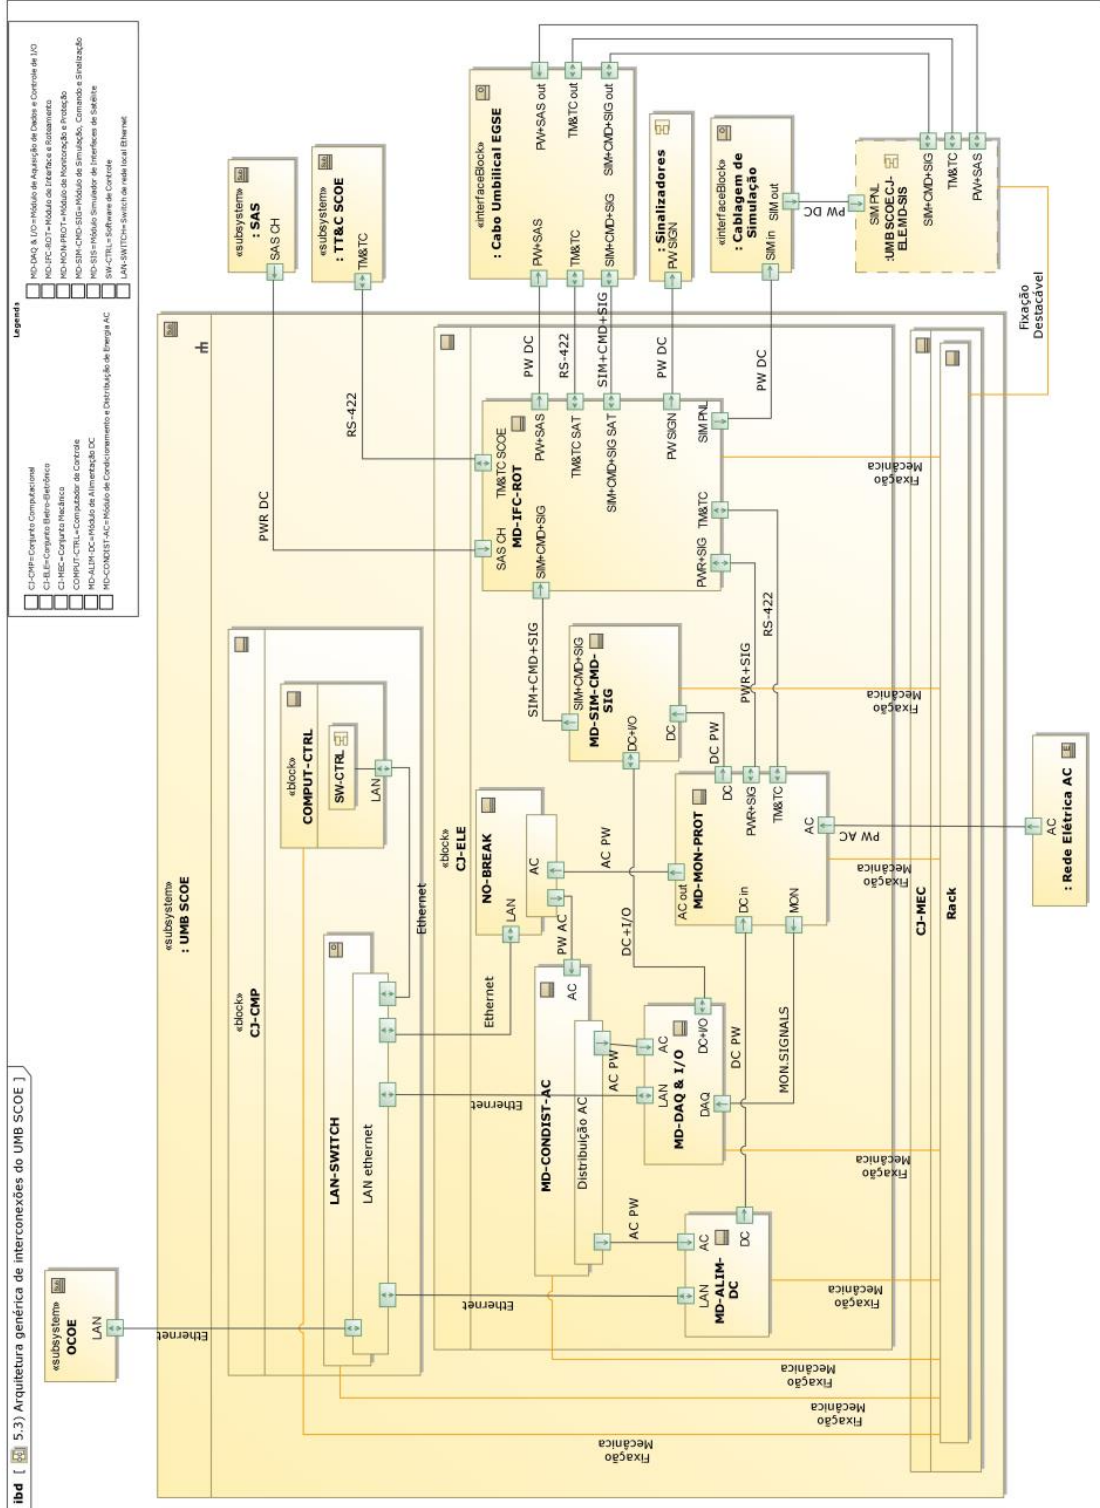 ibd [ 5.3) Arquitetura genérica de interconexões do UMB SCOE ]
Legenda
CJ-CMP=Conjunto Computacional
CJ-ELE=Conjunto Eletro-Eletrônico
CJ-MEC=Conjunto Mecânico
COMPUT-CTRL=Computador de Controle
MD-ALIM-DC=Módulo de Alimentação DC
MD-CONDIST-AC=Módulo de Condicionamento e Distribuição de Energia AC
MD-DAQ & I/O=Módulo de Aquisição de Dados e Controle de I/O
MD-IFC-ROT=Módulo de Interface e Roteamento
MD-MON-PROT=Módulo de Monitoração e Proteção
MD-SIM-CMD-SIG=Módulo de Simulação, Comando e Sinalização
MD-SIS=Módulo Simulador de Interfaces de Satélite
SW-CTRL=Software de Controle
LAN-SWITCH=Switch de rede local Ethernet
«subsystem»
OCOE
LAN
Ethernet
«subsystem»
: UMB SCOE
«block»
CJ-CMP
LAN-SWITCH
LAN ethernet
«block»
COMPUT-CTRL
SW-CTRL
LAN
Ethernet
Ethernet
Ethernet
Ethernet
«subsystem»
: SAS
SAS CH
PWR DC
«subsystem»
: TT&C SCOE
TM&TC
RS-422
«block»
CJ-ELE
NO-BREAK
LAN
AC
PW AC
AC PW
MD-CONDIST-AC
AC
Distribuição AC
AC PW
AC PW
MD-ALIM-
DC
LAN
AC
DC
MD-DAQ & I/O
LAN
AC
DAQ
DC+I/O
DC+I/O
DC PW
MON.SIGNALS
MD-MON-PROT
AC out
DC in
MON
DC
PWR+SIG
TM&TC
AC
DC PW
PWR+SIG
RS-422
MD-SIM-CMD-
SIG
SIM+CMD+SIG
DC+I/O
DC
SIM+CMD+SIG
MD-IFC-ROT
SAS CH
TM&TC SCOE
SIM+CMD+SIG
PW+SAS
TM&TC SAT
SIM+CMD+SIG SAT
PW SIGN
SIM PNL
PWR+SIG
TM&TC
PW DC
RS-422
SIM+CMD+SIG
PW DC
PW DC
«interfaceBlock»
: Cabo Umbilical EGSE
PW+SAS
TM&TC
SIM+CMD+SIG
PW+SAS out
TM&TC out
SIM+CMD+SIG out
: Sinalizadores
PW SIGN
«interfaceBlock»
: Cablagem de
Simulação
SIM in
SIM out
PW DC
SIM PNL
:UMB SCOE.CJ-
ELE.MD-SIS
SIM+CMD+SIG
TM&TC
PW+SAS
Fixação
Destacável
CJ-MEC
Rack
Fixação
Mecânica
Fixação
Mecânica
Fixação
Mecânica
Fixação
Mecânica
Fixação
Mecânica
Fixação
Mecânica
Fixação
Mecânica
Fixação
Mecânica
PW AC
AC
: Rede Elétrica AC